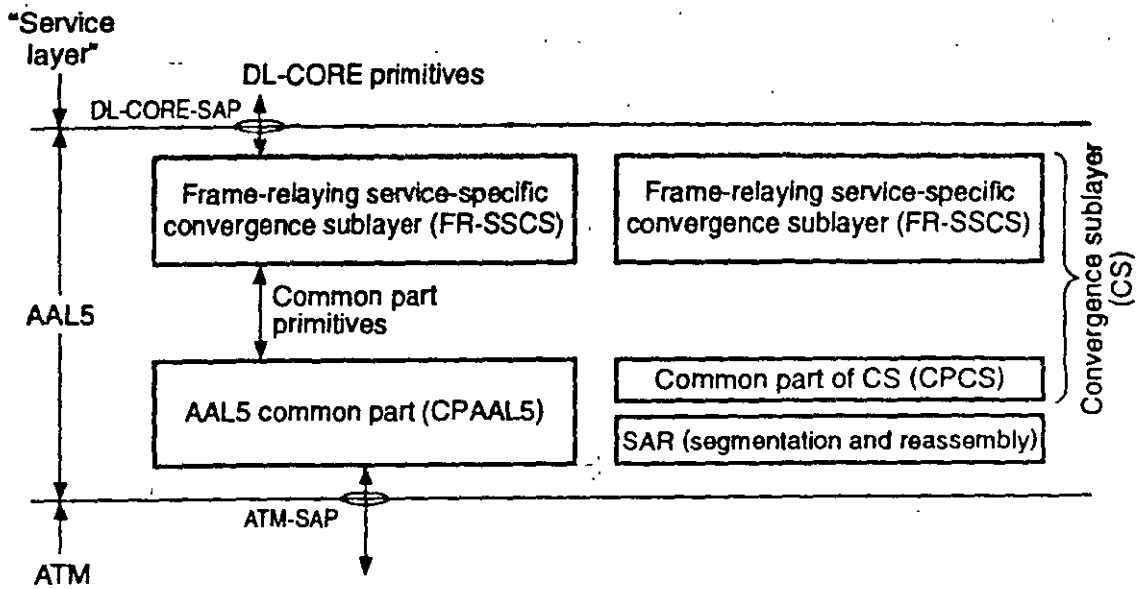 "Service
layer"
DL-CORE primitives
DL-CORE-SAP
Frame-relaying service-specific
convergence sublayer (FR-SSCS)
Frame-relaying service-specific
convergence sublayer (FR-SSCS)
Convergence sublayer
(CS)
AAL5
Common part
primitives
AAL5 common part (CPAAL5)
Common part of CS (CPCS)
SAR (segmentation and reassembly)
ATM-SAP
ATM